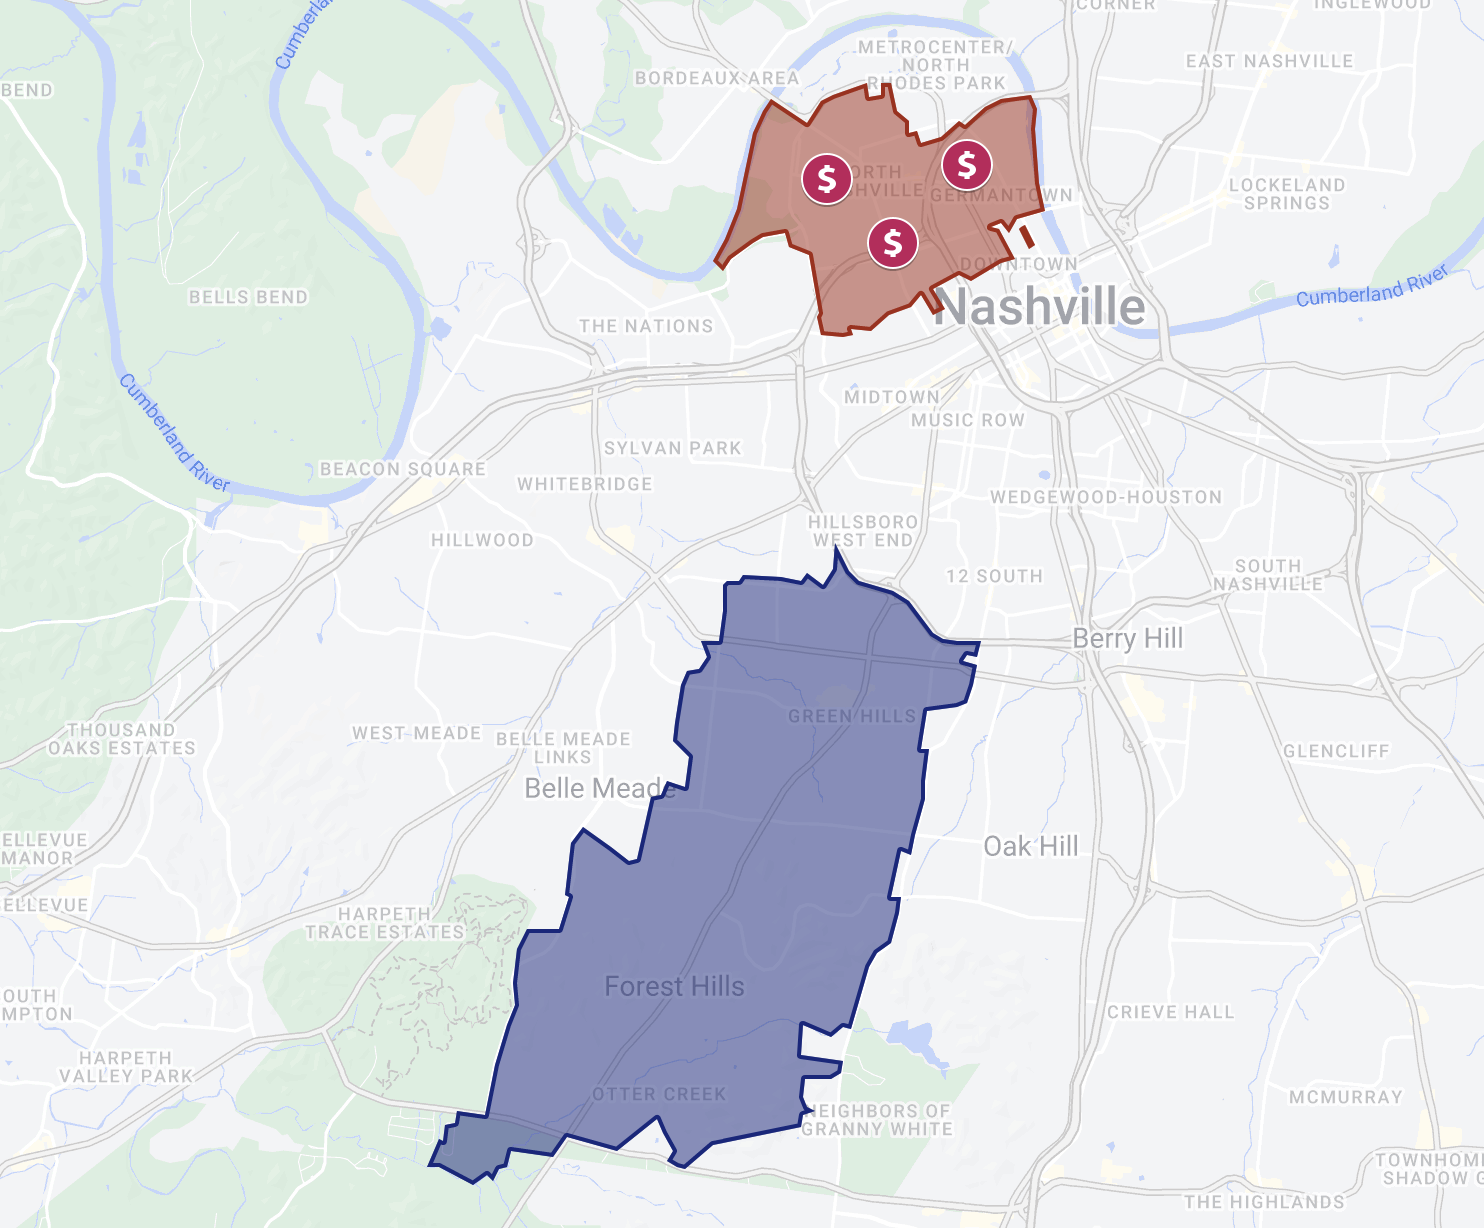 CORNER
INGLEWOOD
Cumberla
METROCENTER/
NORTH
RHODES PARK
EAST NASHVILLE
BORDEAUX AREA
BEND
$
$
ORTH
HVILLE
GERMANTOWN
LOCKELAND
SPRINGS
$
DOWNTOWN
Cumberland River
BELLS BEND
Nashville
THE NATIONS
Cumberland River
MIDTOWN
MUSIC ROW
SYLVAN PARK
BEACON SQUARE
WHITEBRIDGE
WEDGEWOOD-HOUSTON
HILLSBORO
WEST END
HILLWOOD
12 SOUTH
SOUTH
NASHVILLE
Berry Hill
GREEN HILLS
THOUSAND
OAKS ESTATES
WEST MEADE
BELLE MEADE
LINKS
GLENCLIFF
Belle Meade
ELLEVUE
MANOR
Oak Hill
ELLEVUE
HARPETH
TRACE ESTATES
Forest Hills
OUTH
MPTON
CRIEVE HALL
HARPETH
VALLEY PARK
OTTER CREEK
MCMURRAY
NEIGHBORS OF
GRANNY WHITE
TOWNHOM
SHADOW G
THE HIGHLANDS